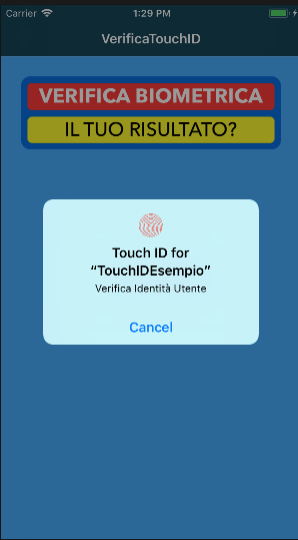 Carrier 1:29 PM
VerificaTouchID
VERIFICA BIOMETRICA
IL TUO RISULTATO?
Touch ID for
“TouchIDEsempio”
Verifica Identità Utente
Cancel